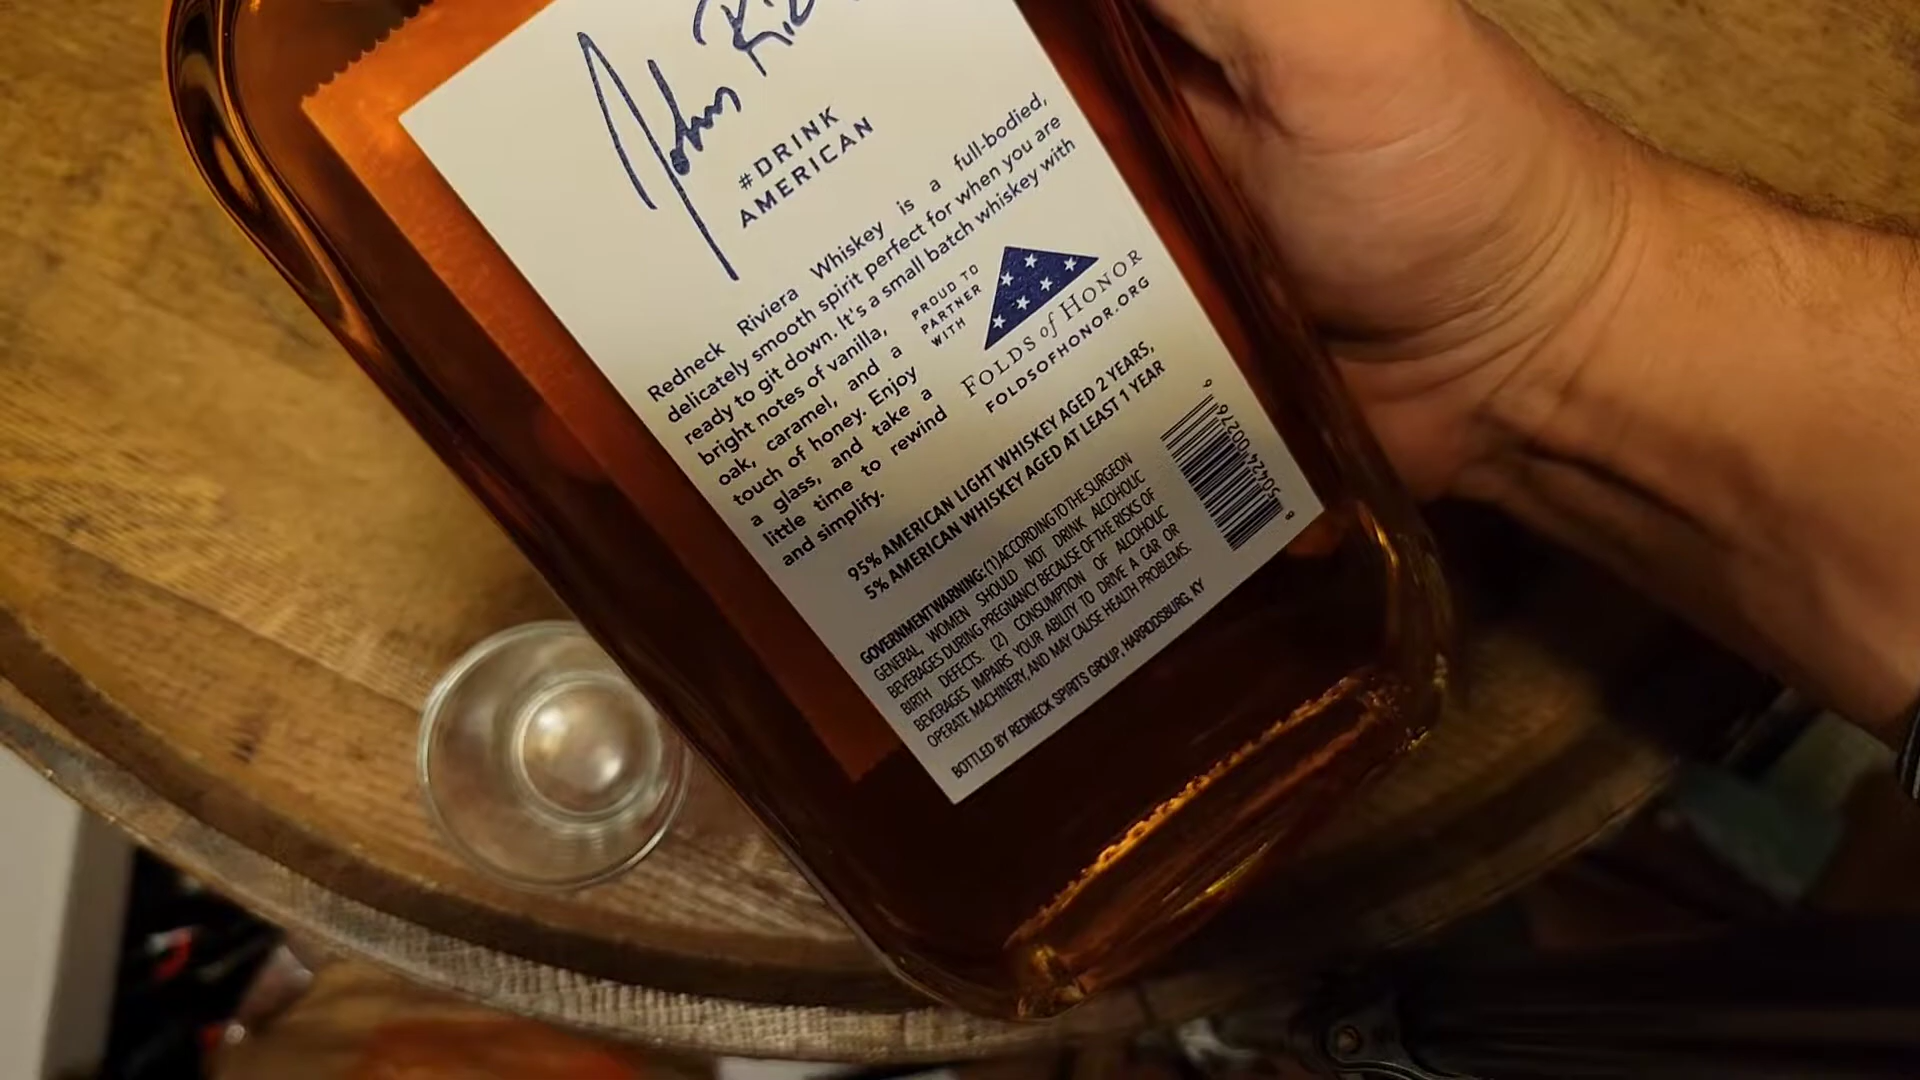 John
#DRINK
AMERICAN
Redneck Riviera Whiskey is a full-bodied,
delicately smooth spirit perfect for when you are
ready to git down. It's a small batch whiskey with
bright notes of vanilla,
oak, caramel, and a
touch of honey. Enjoy
a glass, and take a
little time to rewind
and simplify.
PROUD TO
PARTNER
WITH
FOLDS of HONOR
FOLDSOFHONOR.ORG
95% AMERICAN LIGHT WHISKEY AGED 2 YEARS,
5% AMERICAN WHISKEY AGED AT LEAST 1 YEAR
GOVERNMENT WARNING: (1) ACCORDING TO THE SURGEON
GENERAL, WOMEN SHOULD NOT DRINK ALCOHOLIC
BEVERAGES DURING PREGNANCY BECAUSE OF THE RISKS OF
BIRTH DEFECTS. (2) CONSUMPTION OF ALCOHOLIC
BEVERAGES IMPAIRS YOUR ABILITY TO DRIVE A CAR OR
OPERATE MACHINERY, AND MAY CAUSE HEALTH PROBLEMS.
BOTTLED BY REDNECK SPIRITS GROUP, HARRODSBURG, KY